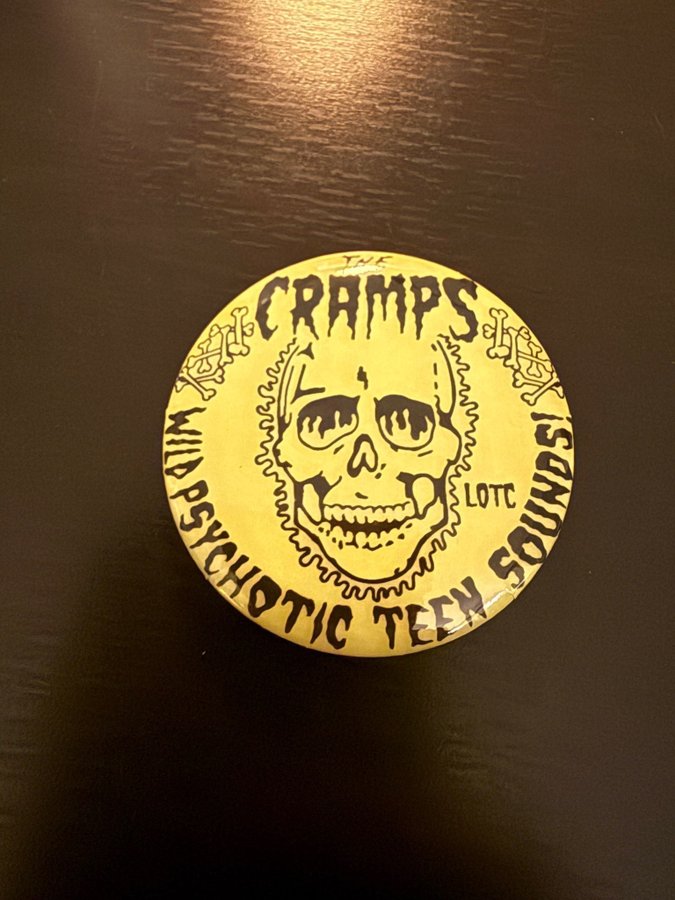 THE
CRAMPS
LOTC
WILD PSYCHOTIC TEEN SOUNDS!